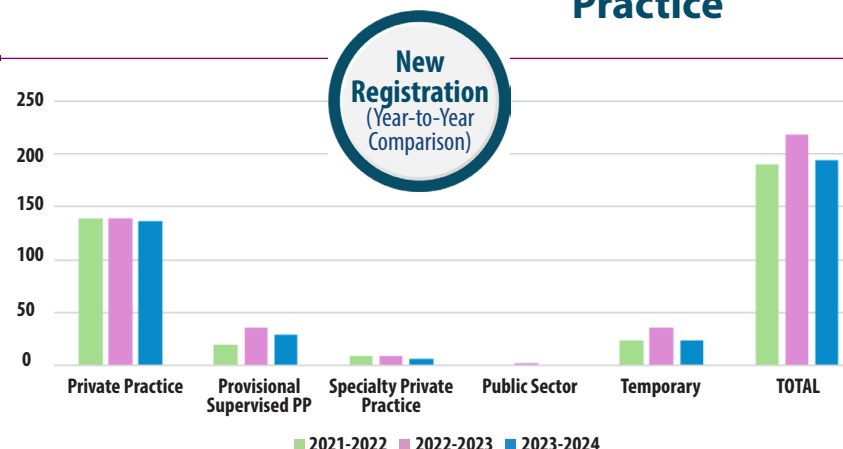 Practice
New
Registration
(Year-to-Year
Comparison)
250
200
150
100
50
0
Private Practice
Provisional
Supervised PP
Specialty Private
Practice
Public Sector
Temporary
TOTAL
2021-2022 2022-2023 2023-2024